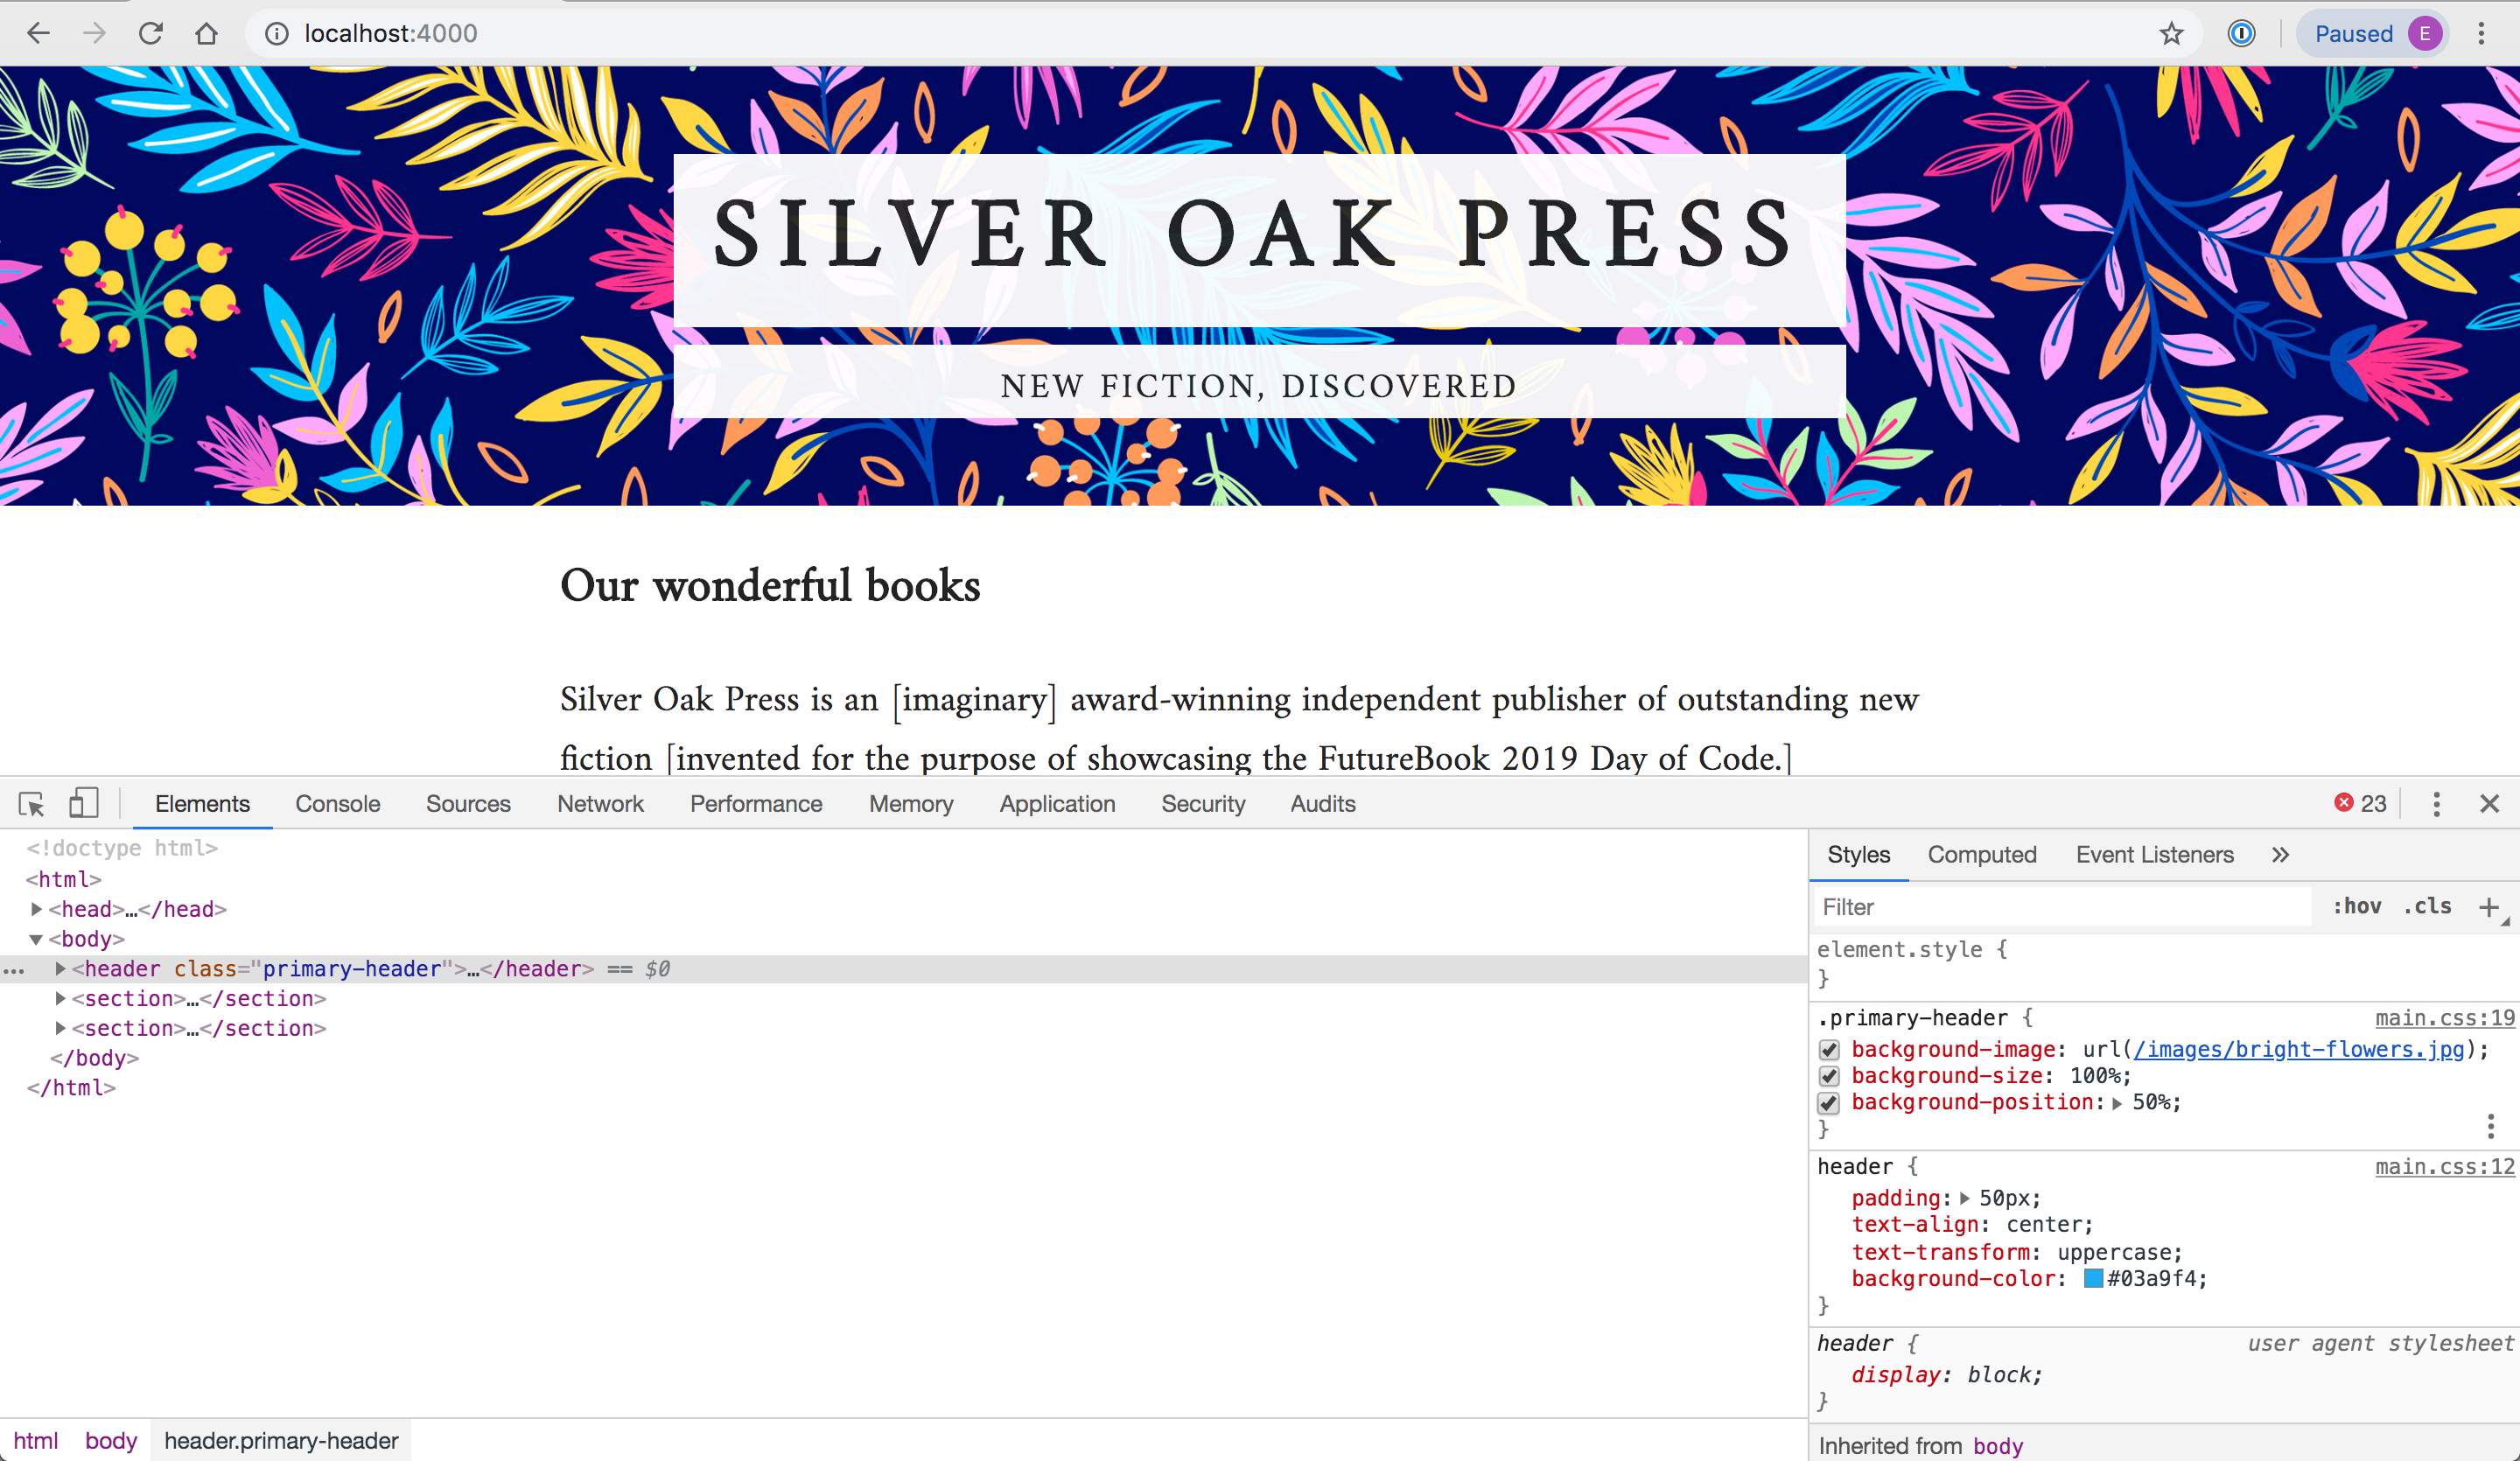 localhost:4000
Paused E
SILVER OAK PRESS
NEW FICTION, DISCOVERED
Our wonderful books
Silver Oak Press is an [imaginary] award-winning independent publisher of outstanding new
fiction [invented for the purpose of showcasing the FutureBook 2019 Day of Code.]
Elements Console Sources Network Performance Memory Application Security Audits 23
<!doctype html>
<html>
<head>…</head>
<body>
… <header class="primary-header">…</header> == $0
<section>…</section>
<section>…</section>
</body>
</html>
html body header.primary-header
Styles Computed Event Listeners »
Filter :hov .cls +
element.style {
}
.primary-header { main.css:19
background-image: url(/images/bright-flowers.jpg);
background-size: 100%;
background-position: 50%;
}
header { main.css:12
padding: 50px;
text-align: center;
text-transform: uppercase;
background-color: #03a9f4;
}
header { user agent stylesheet
display: block;
}
Inherited from body